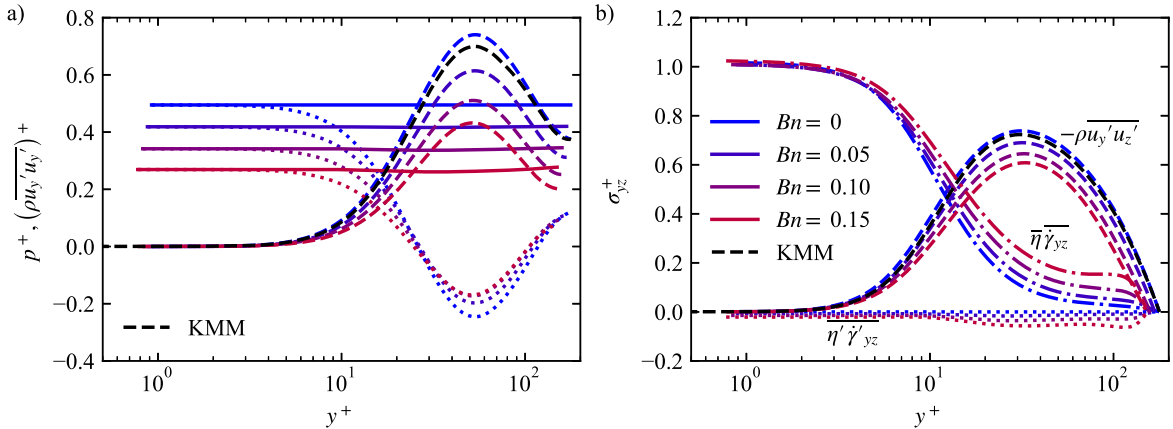 a)
p⁺, (ρu_y′u_y′)⁺
0.8
0.6
0.4
0.2
0.0
−0.2
−0.4
KMM
10⁰
10¹
10²
y⁺
b)
σ⁺_yz
1.2
1.0
0.8
0.6
0.4
0.2
0.0
−0.2
Bn = 0
Bn = 0.05
Bn = 0.10
Bn = 0.15
KMM
−ρu_y′u_z′
η̄ γ̇_yz
η′γ̇′_yz
10⁰
10¹
10²
y⁺